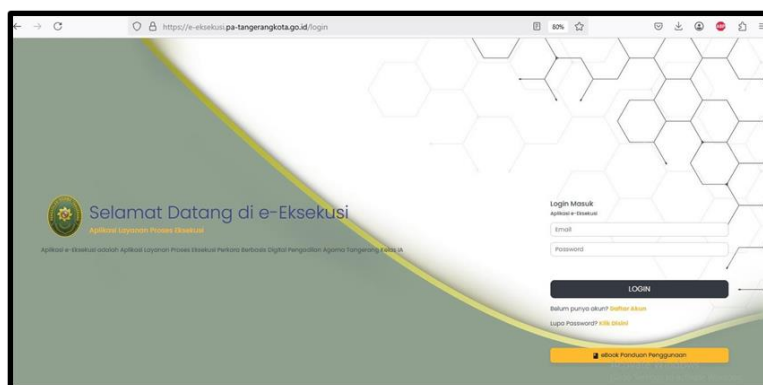 https://e-eksekusi.pa-tangerangkota.go.id/login
80%
Selamat Datang di e-Eksekusi
Aplikasi Layanan Proses Eksekusi
Aplikasi e-Eksekusi adalah Aplikasi Layanan Proses Eksekusi Perkara Berbasis Digital Pengadilan Agama Tangerang Kelas IA
Login Masuk
Aplikasi e-Eksekusi
Email
Password
LOGIN
Belum punya akun? Daftar Akun
Lupa Password? Klik Disini
eBook Panduan Penggunaan